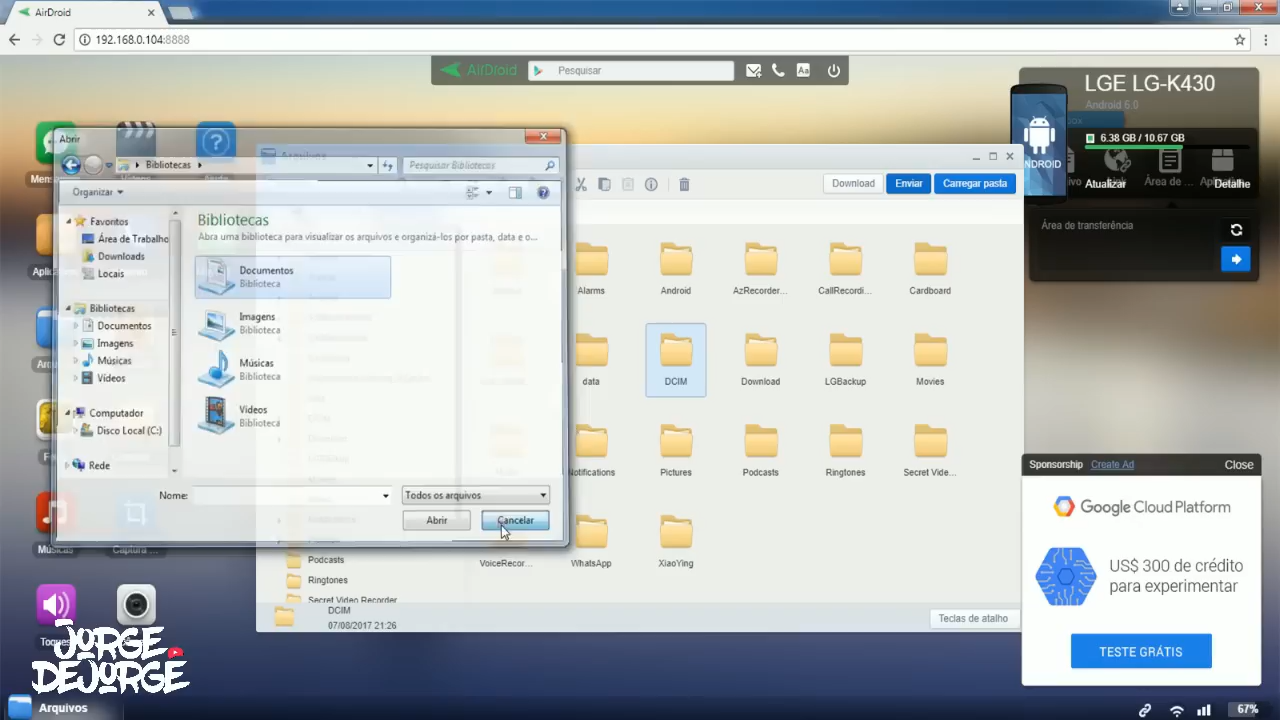 AirDroid
192.168.0.104:8888
AirDroid
Pesquisar
Aa
LGE LG-K430
Android 6.0
6.38 GB / 10.67 GB
ANDROID
Atualizar
Detalhe
Área de ...
Área de transferência
Abrir
Bibliotecas
Pesquisar Bibliotecas
Organizar
Favoritos
Área de Trabalho
Downloads
Locais
Bibliotecas
Documentos
Imagens
Músicas
Vídeos
Computador
Disco Local (C:)
Rede
Bibliotecas
Abra uma biblioteca para visualizar os arquivos e organizá-los por pasta, data e o...
Documentos
Biblioteca
Imagens
Biblioteca
Músicas
Biblioteca
Vídeos
Biblioteca
Nome:
Todos os arquivos
Abrir
Cancelar
Arquivos
Download
Enviar
Carregar pasta
Alarms
Android
AzRecorder...
CallRecordi...
Cardboard
data
DCIM
Download
LGBackup
Movies
Notifications
Pictures
Podcasts
Ringtones
Secret Vide...
VoiceRecor...
WhatsApp
XiaoYing
Podcasts
Ringtones
Secret Video Recorder
DCIM
07/08/2017 21:26
Teclas de atalho
Músicas
Captura ...
Sponsorship
Create Ad
Close
Google Cloud Platform
US$ 300 de crédito
para experimentar
TESTE GRÁTIS
JORGE
DEJORGE
Arquivos
67%